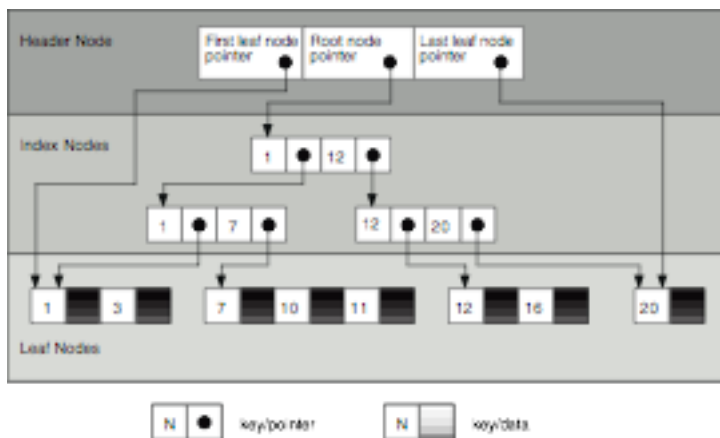 Header Node
First leaf node pointer
Root node pointer
Last leaf node pointer
Index Nodes
1 12
1 7
12 20
1 3
7 10 11
12 16
20
Leaf Nodes
N key/pointer
N key/data